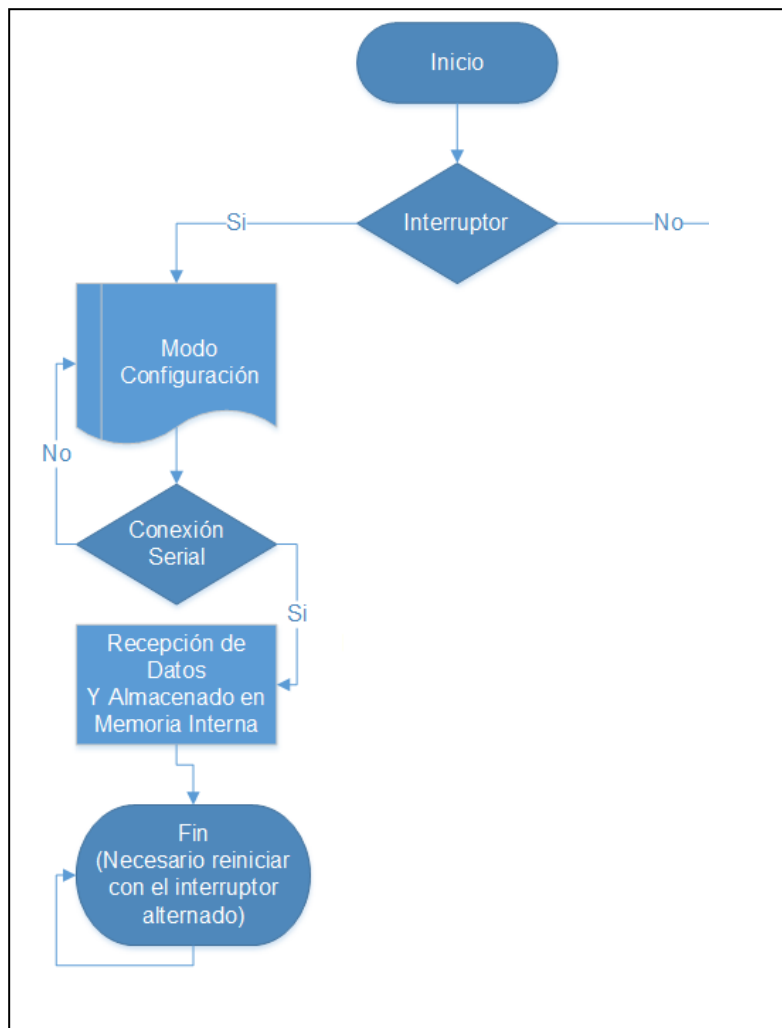 Inicio
Interruptor
Si
No
Modo
Configuración
No
Conexión
Serial
Si
Recepción de
Datos
Y Almacenado en
Memoria Interna
Fin
(Necesario reiniciar
con el interruptor
alternado)